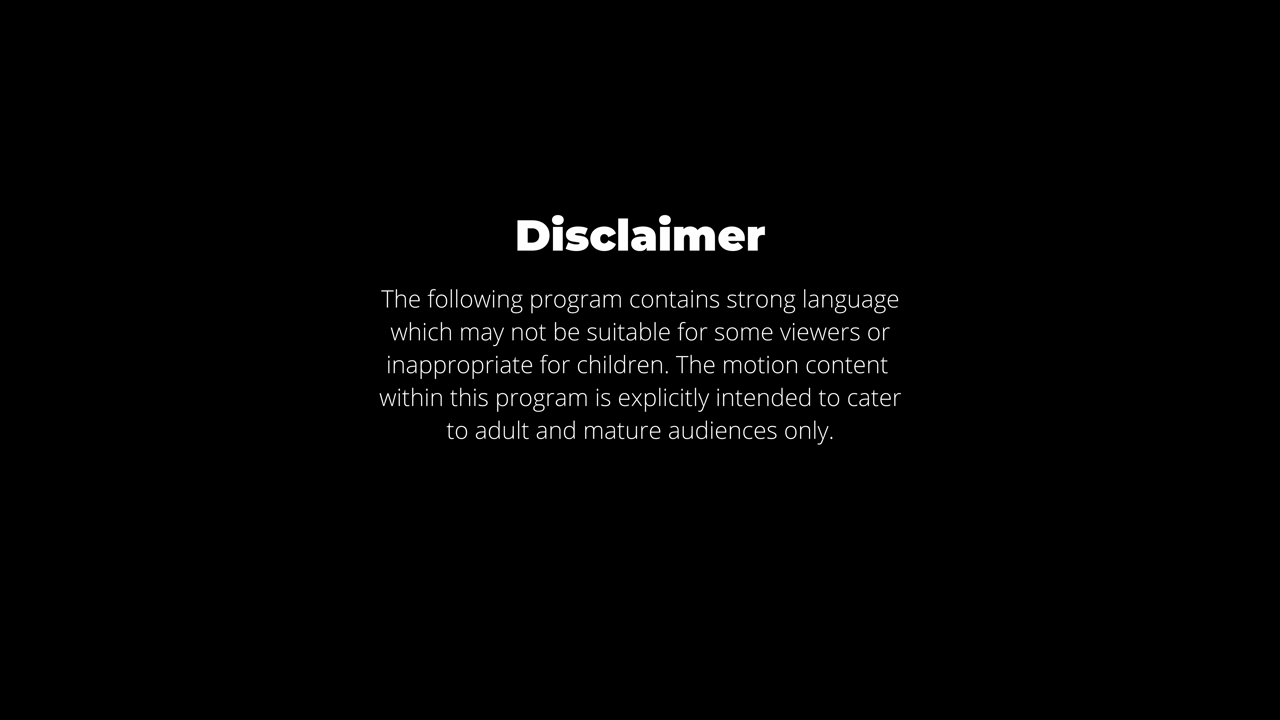 Disclaimer
The following program contains strong language
which may not be suitable for some viewers or
inappropriate for children. The motion content
within this program is explicitly intended to cater
to adult and mature audiences only.